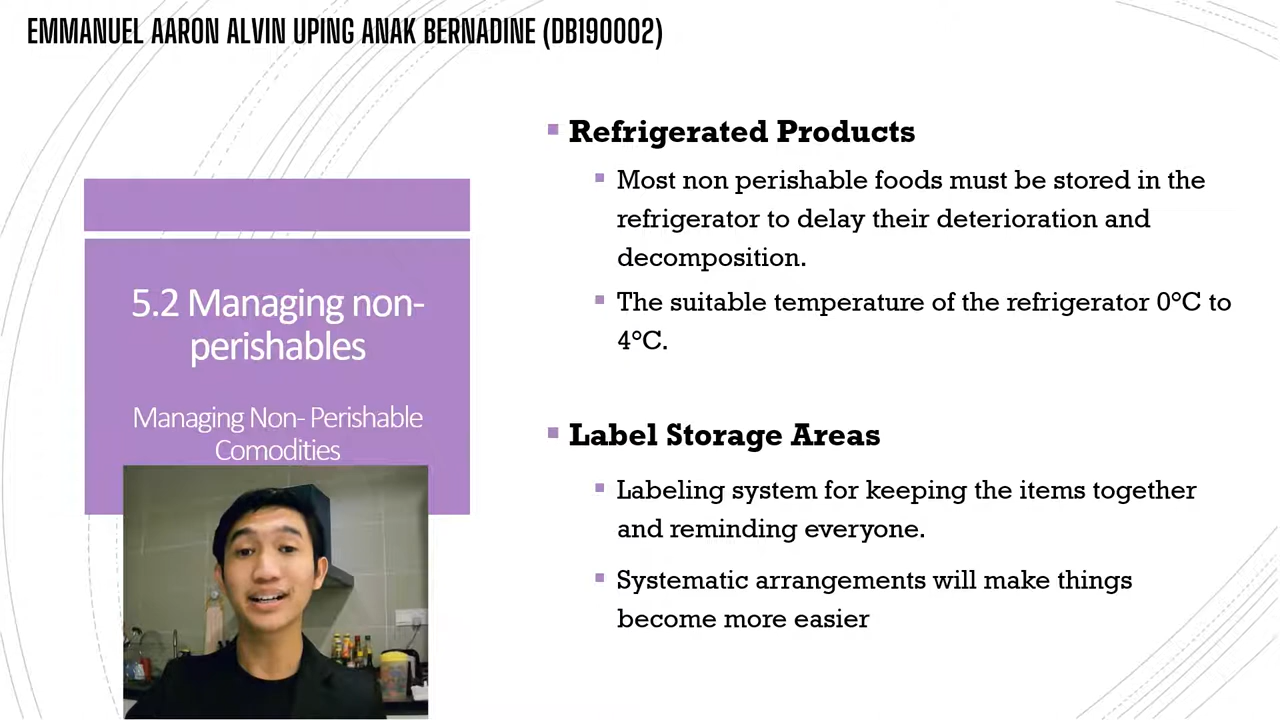 EMMANUEL AARON ALVIN UPING ANAK BERNADINE (DB190002)
5.2 Managing non-
perishables
Managing Non- Perishable
Comodities
Refrigerated Products
Most non perishable foods must be stored in the
refrigerator to delay their deterioration and
decomposition.
The suitable temperature of the refrigerator 0°C to
4°C.
Label Storage Areas
Labeling system for keeping the items together
and reminding everyone.
Systematic arrangements will make things
become more easier